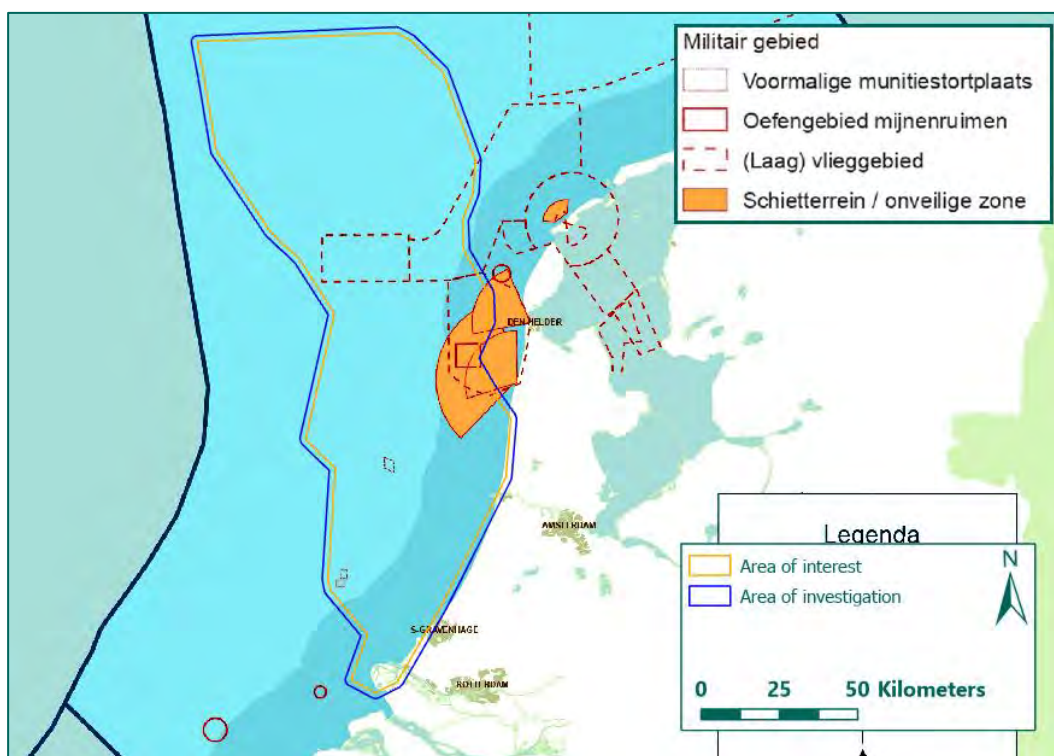 Militair gebied
Voormalige munitiestortplaats
Oefengebied mijnenruimen
(Laag) vlieggebied
Schietterrein / onveilige zone
DEN HELDER
AMSTERDAM
S-GRAVENHAGE
ROTTERDAM
Legenda
Area of interest
Area of investigation
N
0 25 50 Kilometers